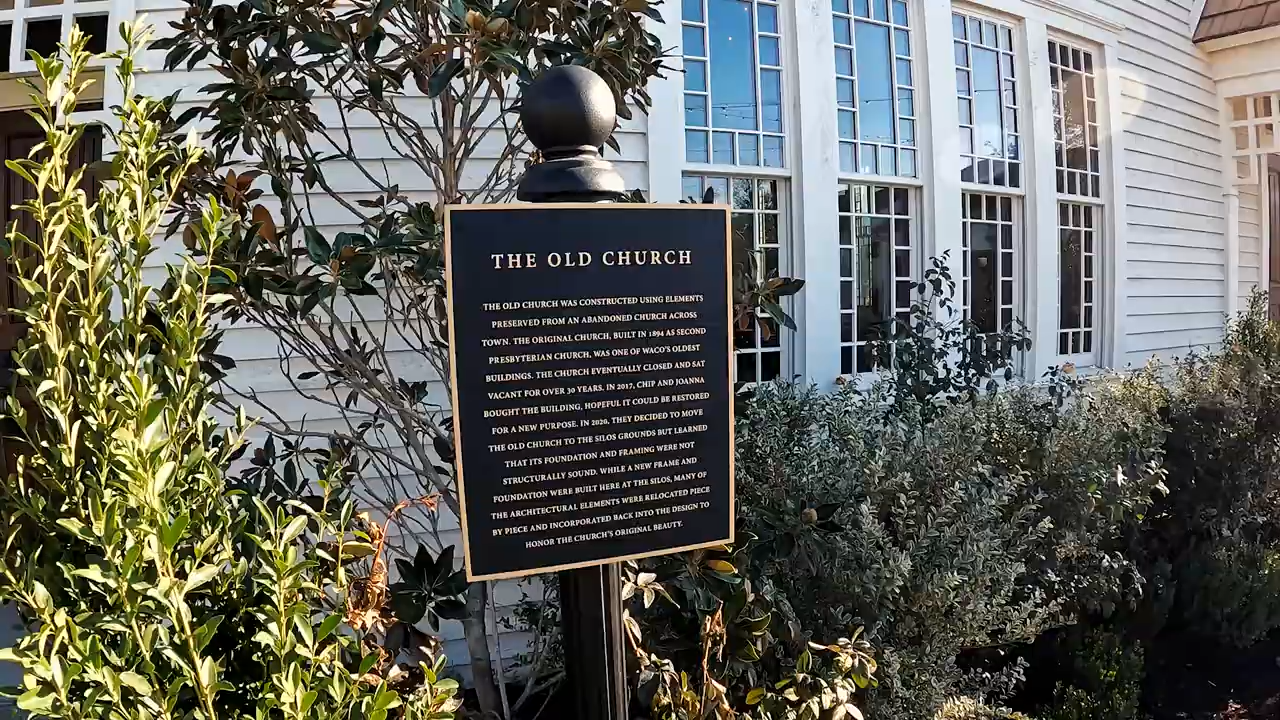 THE OLD CHURCH
THE OLD CHURCH WAS CONSTRUCTED USING ELEMENTS
PRESERVED FROM AN ABANDONED CHURCH ACROSS
TOWN. THE ORIGINAL CHURCH, BUILT IN 1894 AS SECOND
PRESBYTERIAN CHURCH, WAS ONE OF WACO'S OLDEST
BUILDINGS. THE CHURCH EVENTUALLY CLOSED AND SAT
VACANT FOR OVER 30 YEARS. IN 2017, CHIP AND JOANNA
BOUGHT THE BUILDING, HOPEFUL IT COULD BE RESTORED
FOR A NEW PURPOSE. IN 2020, THEY DECIDED TO MOVE
THE OLD CHURCH TO THE SILOS GROUNDS BUT LEARNED
THAT ITS FOUNDATION AND FRAMING WERE NOT
STRUCTURALLY SOUND. WHILE A NEW FRAME AND
FOUNDATION WERE BUILT HERE AT THE SILOS, MANY OF
THE ARCHITECTURAL ELEMENTS WERE RELOCATED PIECE
BY PIECE AND INCORPORATED BACK INTO THE DESIGN TO
HONOR THE CHURCH'S ORIGINAL BEAUTY.